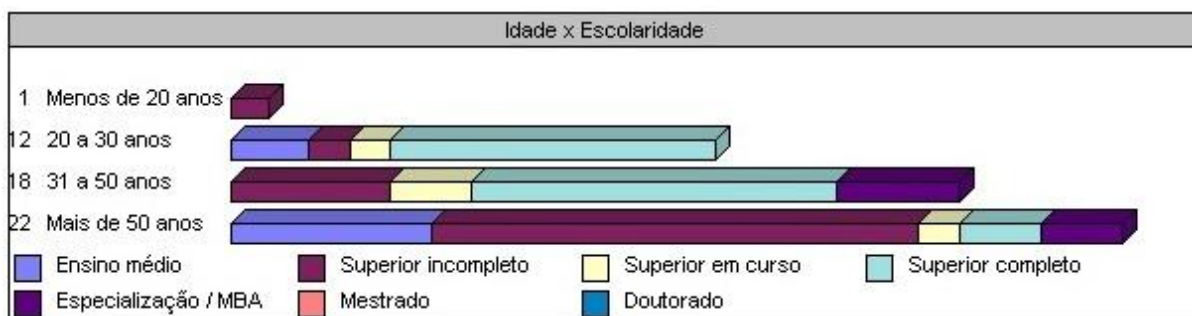 Idade x Escolaridade
1 Menos de 20 anos
12 20 a 30 anos
18 31 a 50 anos
22 Mais de 50 anos
Ensino médio Superior incompleto Superior em curso Superior completo
Especialização / MBA Mestrado Doutorado